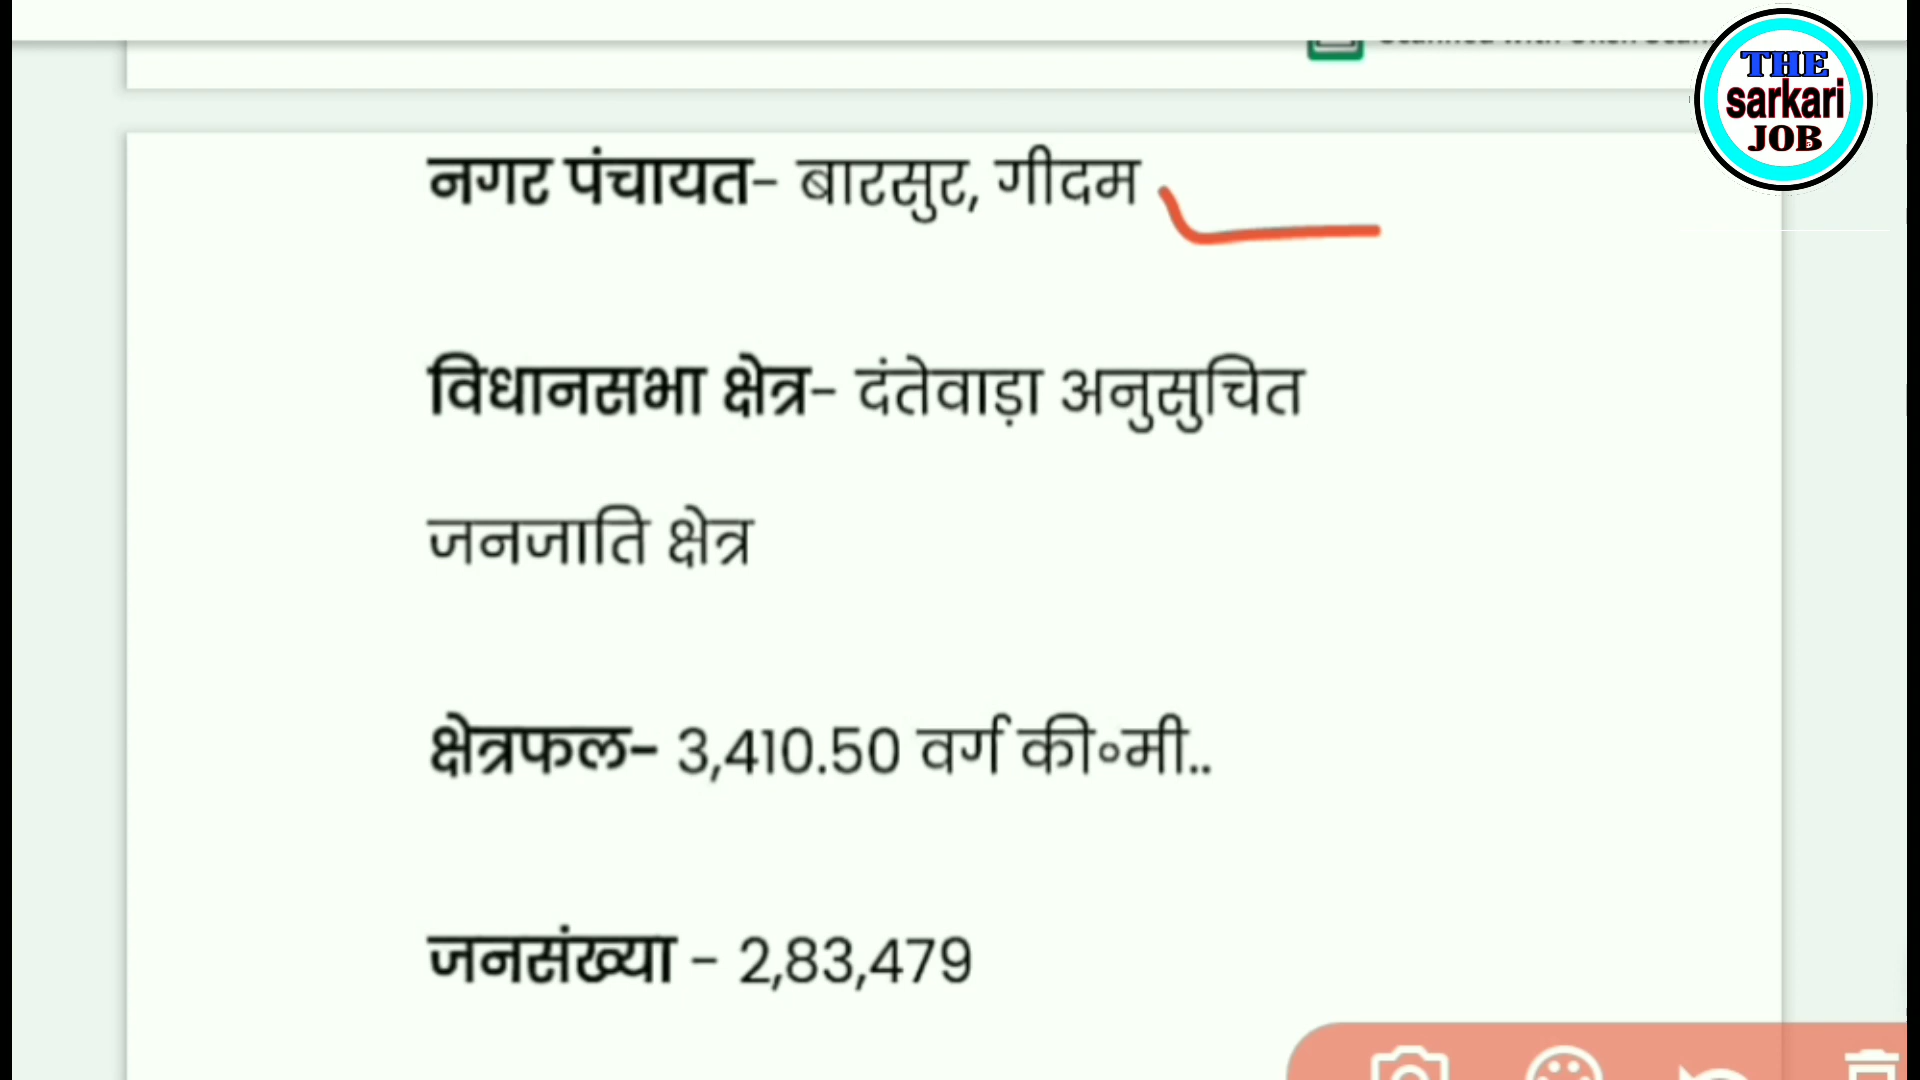 THE
sarkari
JOB
नगर पंचायत- बारसुर, गीदम
विधानसभा क्षेत्र- दंतेवाड़ा अनुसुचित
जनजाति क्षेत्र
क्षेत्रफल- 3,410.50 वर्ग की॰मी..
जनसंख्या - 2,83,479